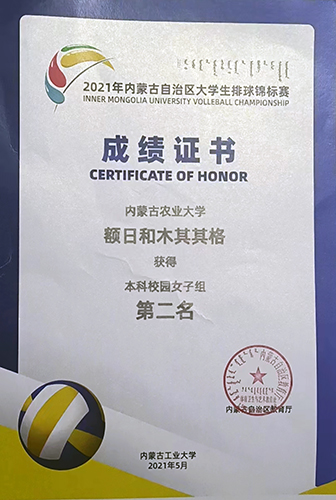 2021年内蒙古自治区大学生排球锦标赛
INNER MONGOLIA UNIVERSITY VOLLEBALL CHAMPIONSHIP
成绩证书
CERTIFICATE OF HONOR
内蒙古农业大学
额日和木其其格
获得
本科校园女子组
第二名
内蒙古自治区教育厅
内蒙古工业大学
2021年5月